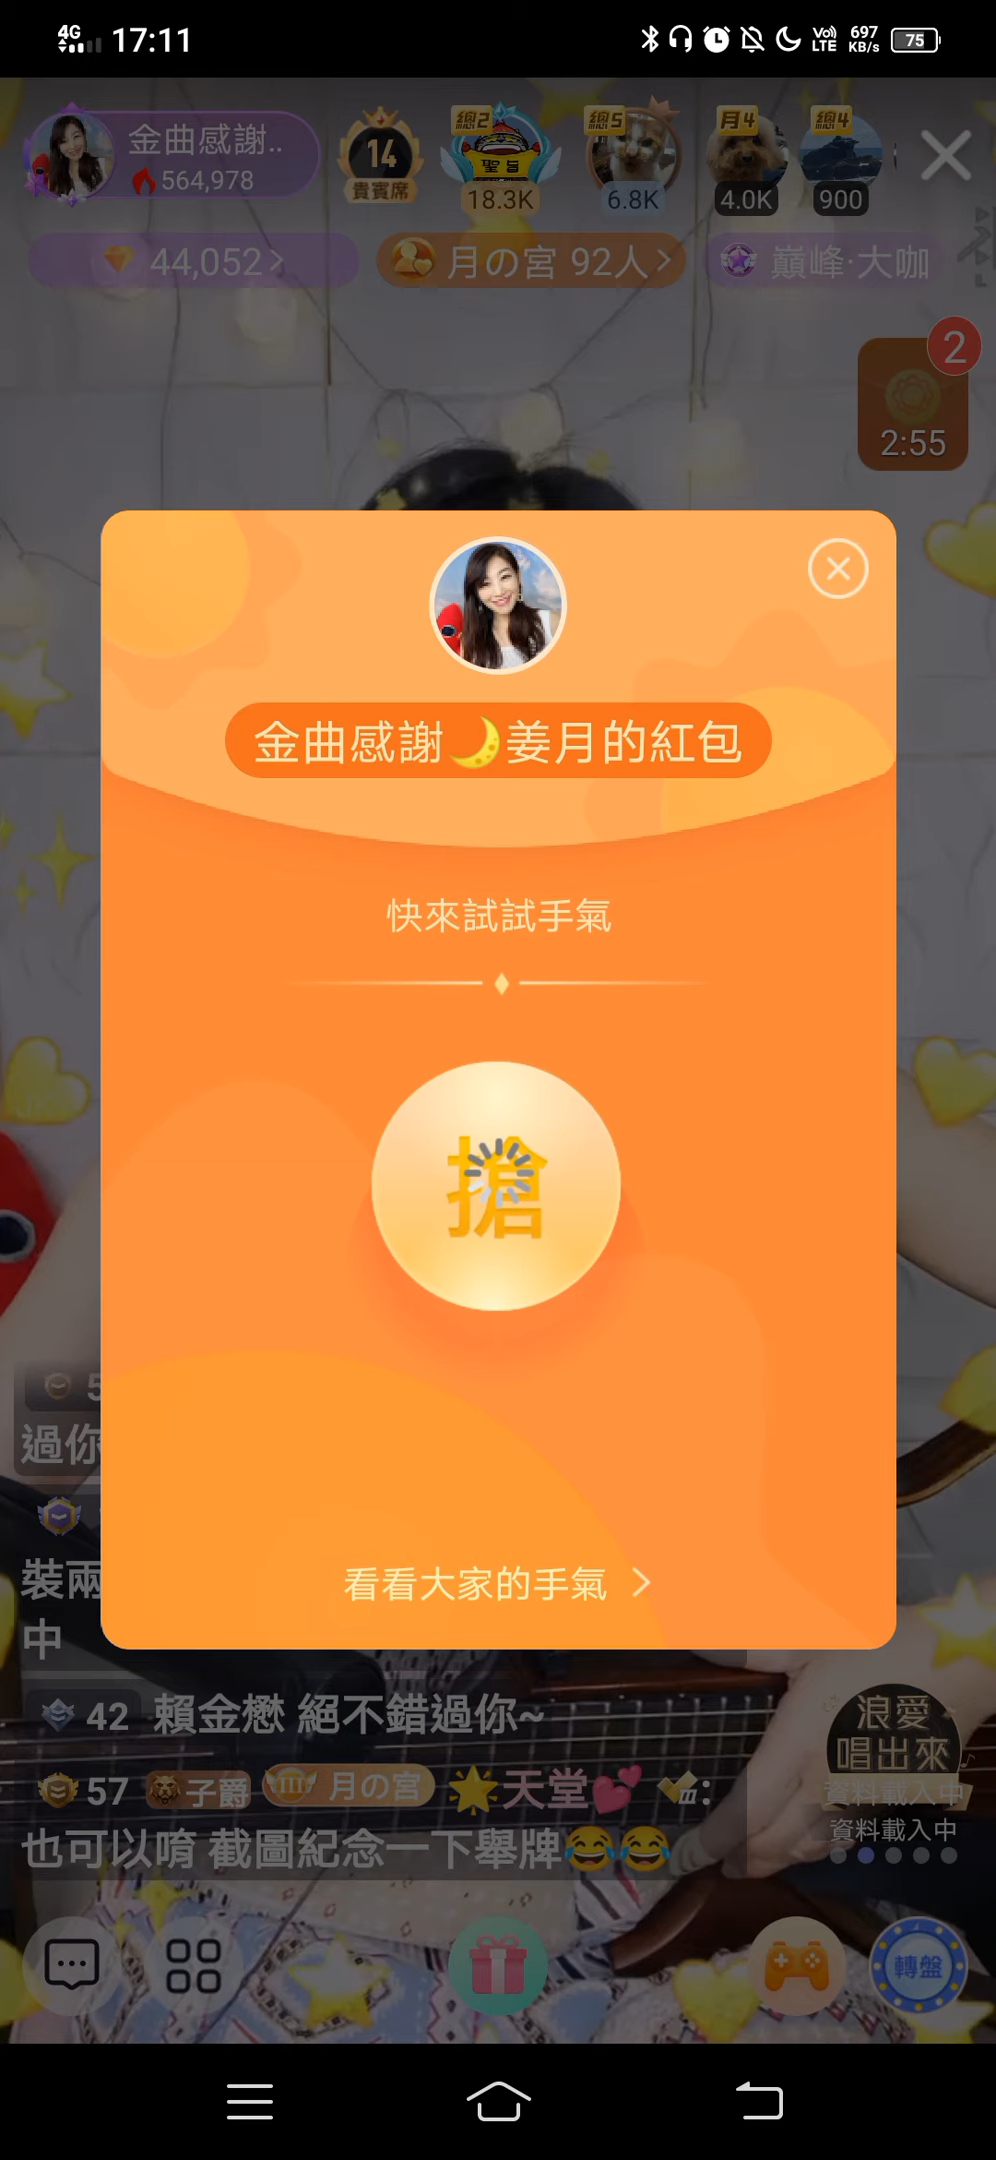 4G 17:11 Vo) LTE 697 KB/s 75
金曲感謝..
564,978
14
貴賓席
總2
聖旨
18.3K
總5
6.8K
月4
4.0K
總4
900
44,052
月の宮 92人
巔峰·大咖
2
2:55
金曲感謝🌙姜月的紅包
快來試試手氣
搶
看看大家的手氣
5
過你
裝兩
中
42 賴金懋 絕不錯過你~
57 子爵 III 月の宮 🌟天堂💕 :
也可以唷 截圖紀念一下舉牌😂😂
浪愛
唱出來
資料載入中
資料載入中
轉盤